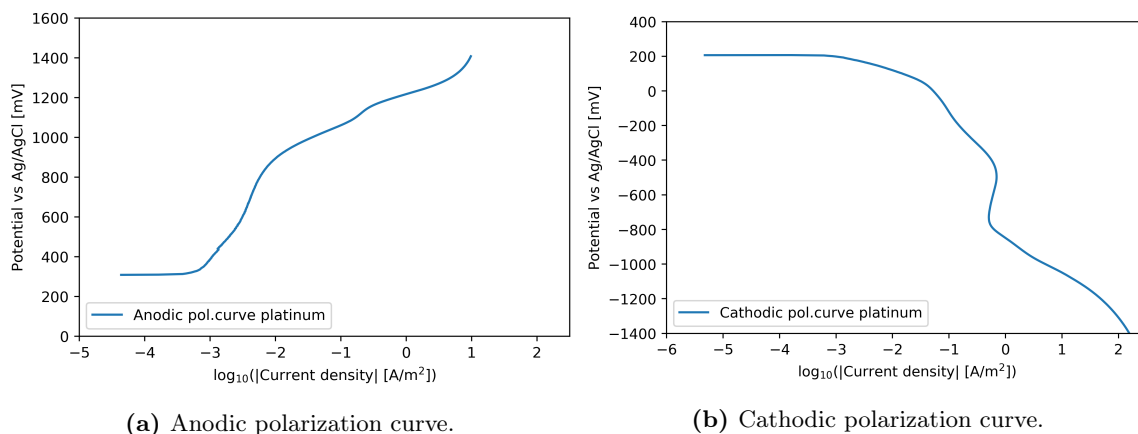 1600
1400
1200
1000
800
600
400
200
0
Potential vs Ag/AgCl [mV]
Anodic pol.curve platinum
−5 −4 −3 −2 −1 0 1 2
log₁₀(|Current density| [A/m²])
(a) Anodic polarization curve.
400
200
0
−200
−400
−600
−800
−1000
−1200
−1400
Potential vs Ag/AgCl [mV]
Cathodic pol.curve platinum
−6 −5 −4 −3 −2 −1 0 1 2
log₁₀(|Current density| [A/m²])
(b) Cathodic polarization curve.